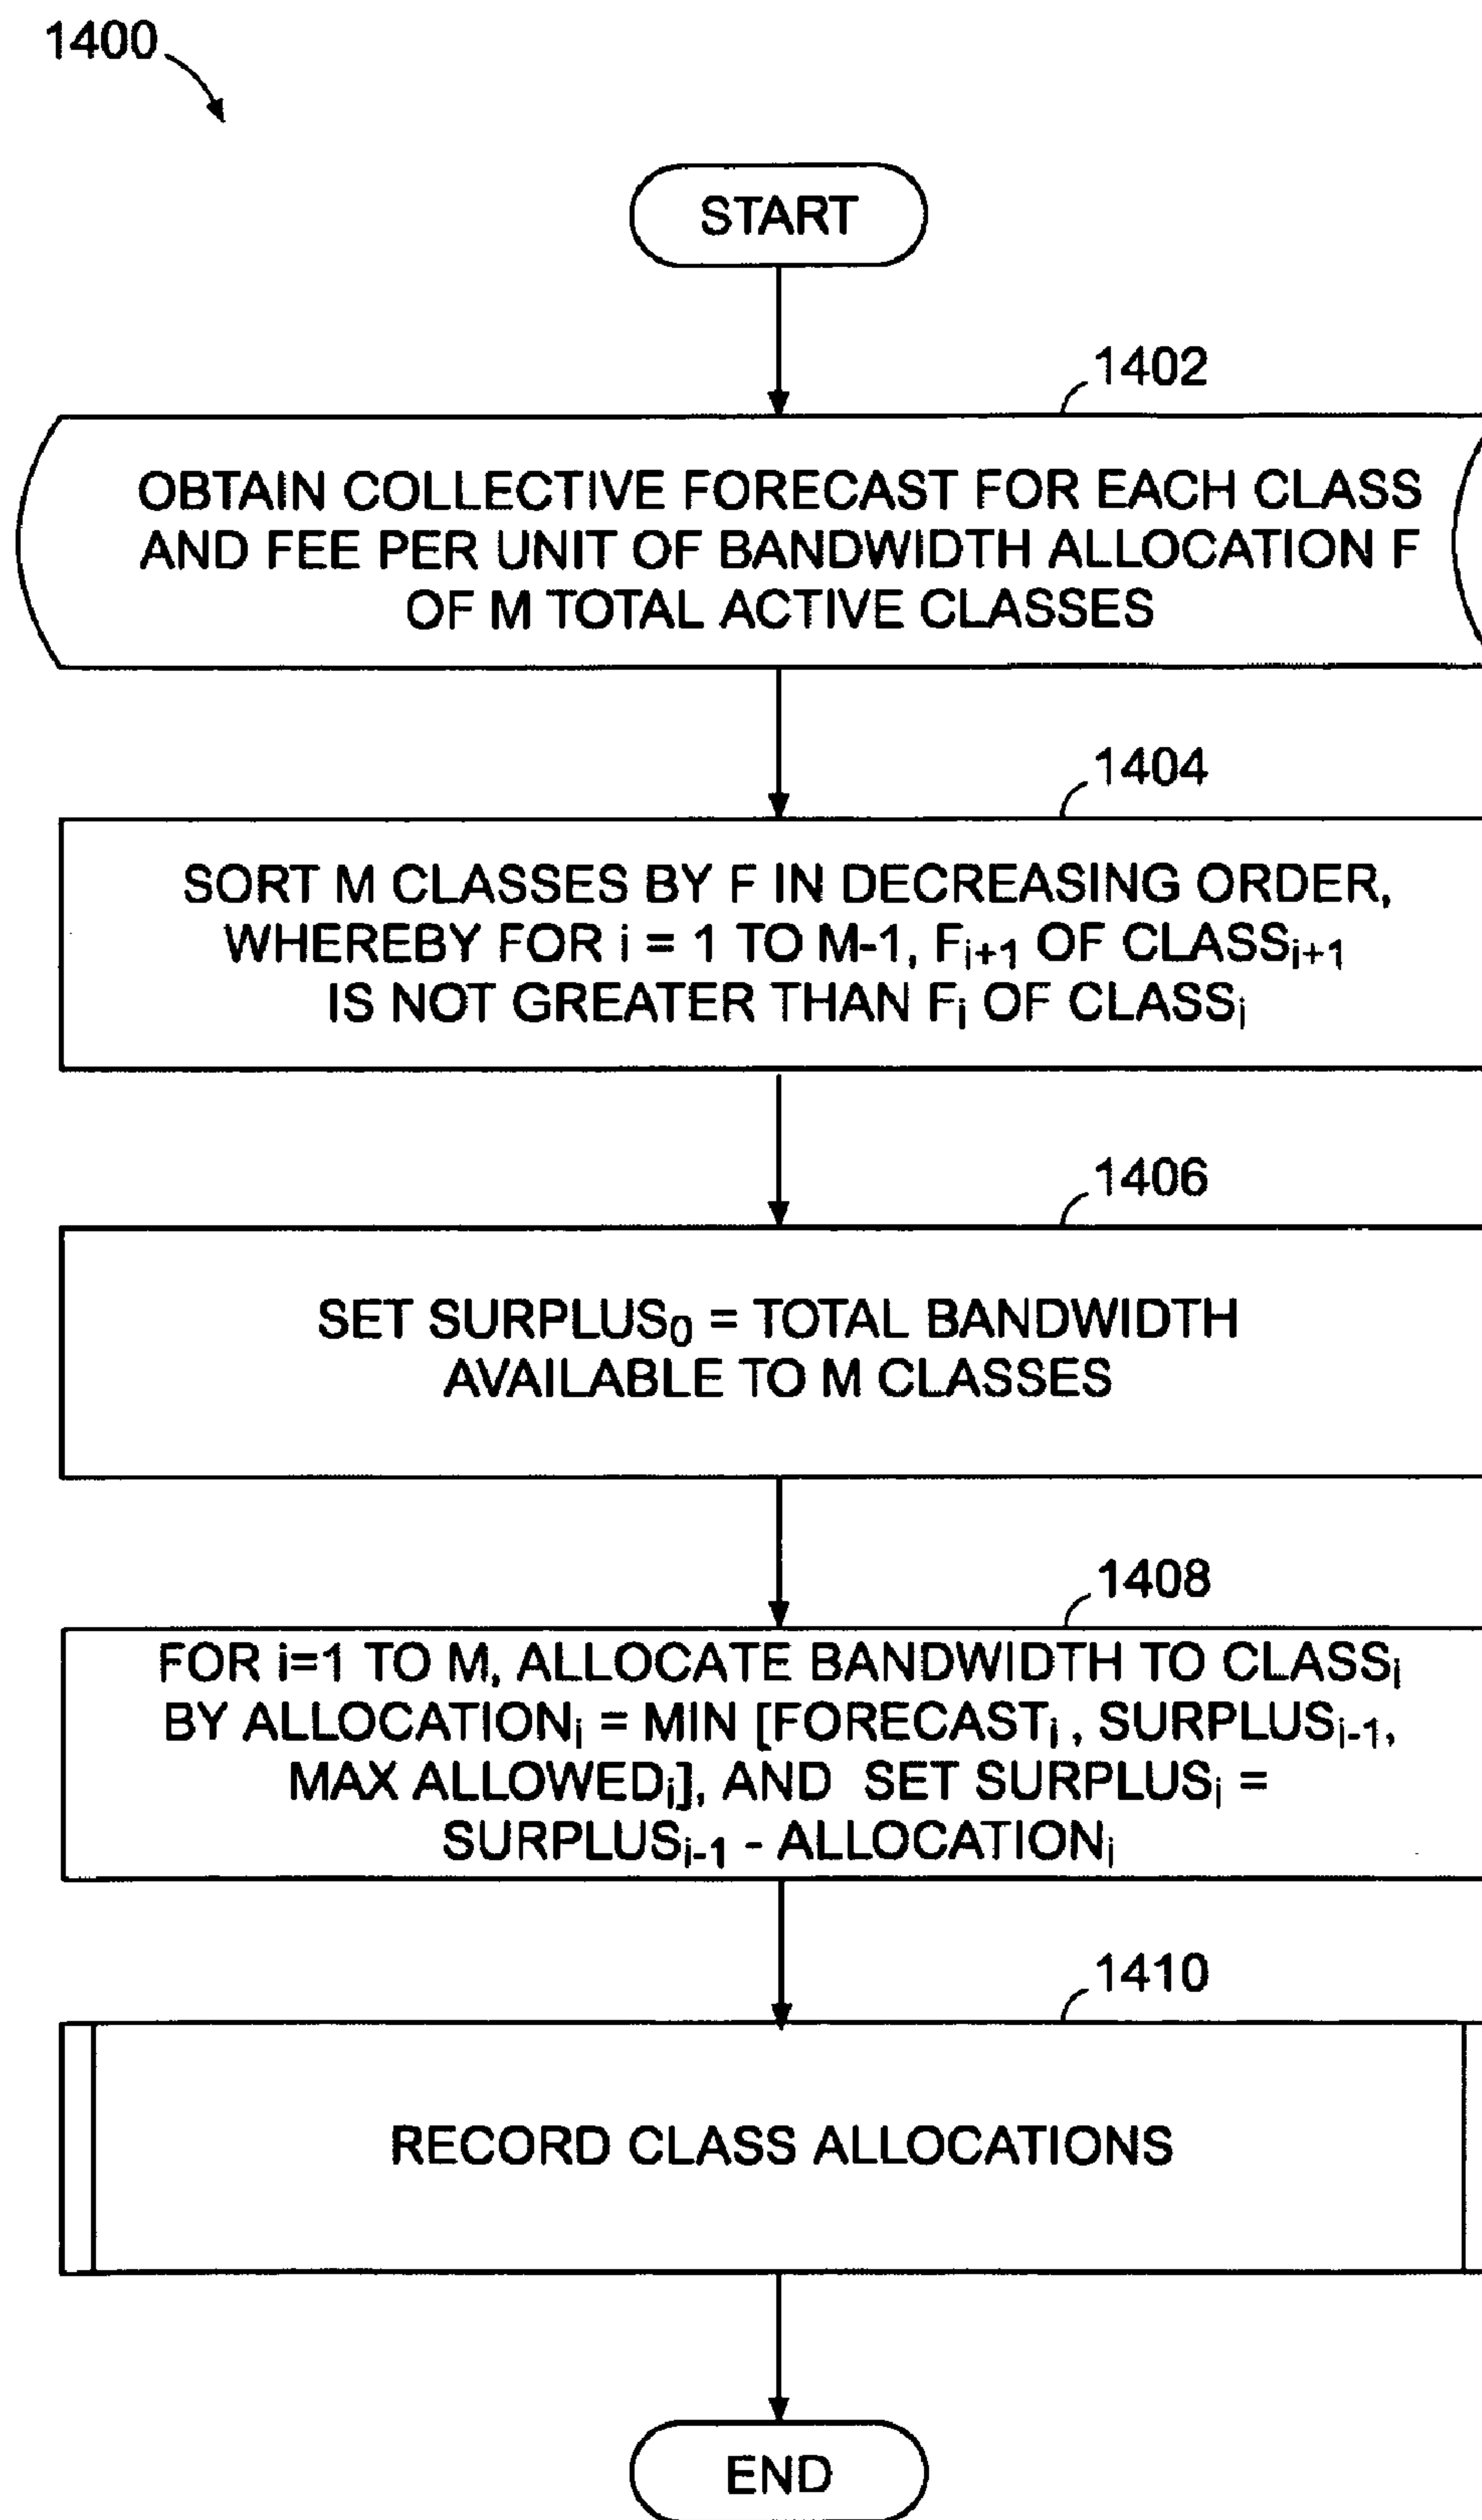 1400
START
1402
OBTAIN COLLECTIVE FORECAST FOR EACH CLASS
AND FEE PER UNIT OF BANDWIDTH ALLOCATION F
OF M TOTAL ACTIVE CLASSES
1404
SORT M CLASSES BY F IN DECREASING ORDER,
WHEREBY FOR i = 1 TO M-1, Fi+1 OF CLASSi+1
IS NOT GREATER THAN Fi OF CLASSi
1406
SET SURPLUS0 = TOTAL BANDWIDTH
AVAILABLE TO M CLASSES
1408
FOR i=1 TO M, ALLOCATE BANDWIDTH TO CLASSi
BY ALLOCATIONi = MIN [FORECASTi , SURPLUSi-1,
MAX ALLOWEDi], AND SET SURPLUSi =
SURPLUSi-1 - ALLOCATIONi
1410
RECORD CLASS ALLOCATIONS
END